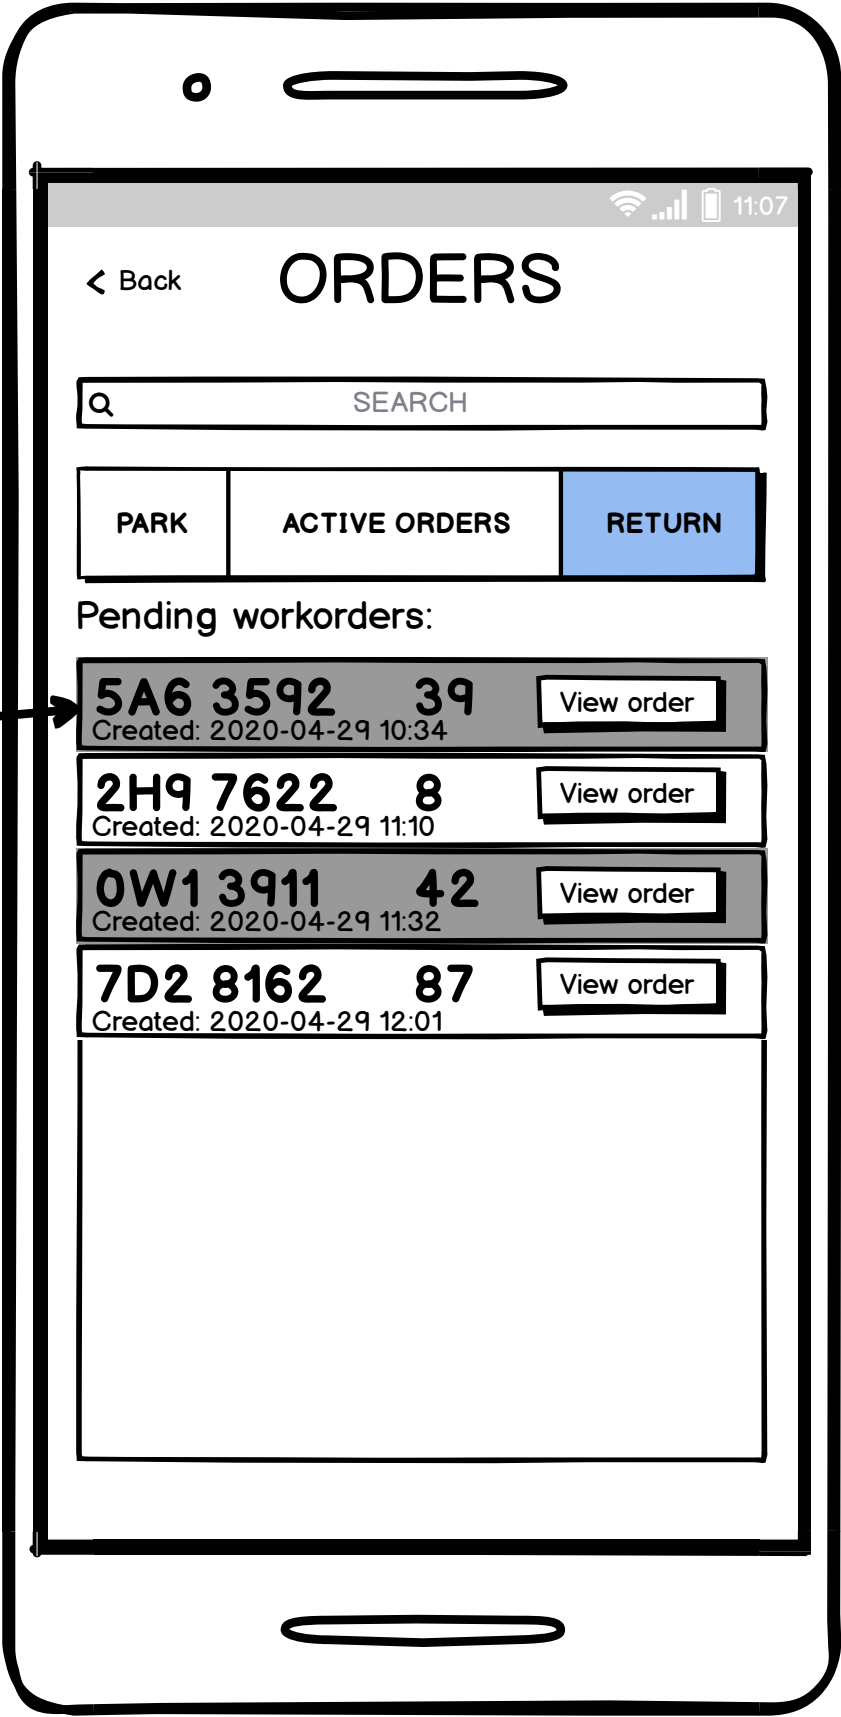 11:07
Back
ORDERS
SEARCH
PARK ACTIVE ORDERS RETURN
Pending workorders:
5A6 3592 39 View order
Created: 2020-04-29 10:34
2H9 7622 8 View order
Created: 2020-04-29 11:10
0W1 3911 42 View order
Created: 2020-04-29 11:32
7D2 8162 87 View order
Created: 2020-04-29 12:01